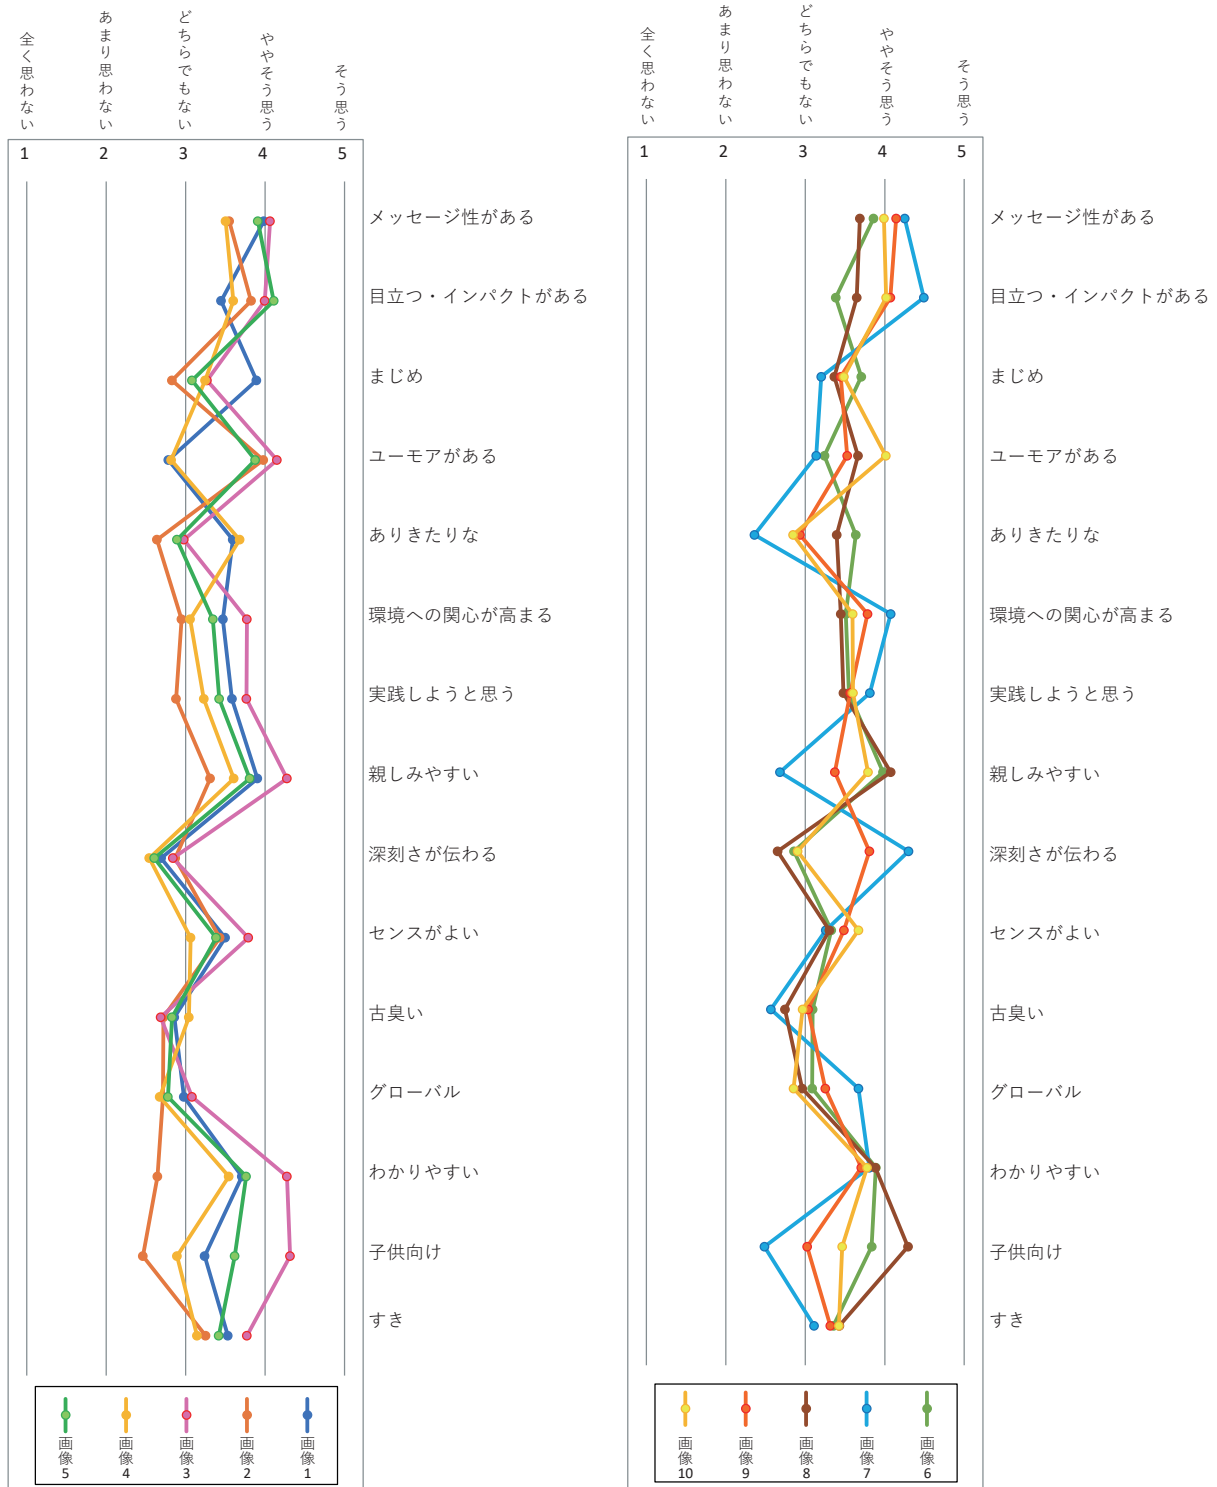 全く思わない
あまり思わない
どちらでもない
ややそう思う
そう思う
1 2 3 4 5
メッセージ性がある
目立つ・インパクトがある
まじめ
ユーモアがある
ありきたりな
環境への関心が高まる
実践しようと思う
親しみやすい
深刻さが伝わる
センスがよい
古臭い
グローバル
わかりやすい
子供向け
すき
画像5
画像4
画像3
画像2
画像1
全く思わない
あまり思わない
どちらでもない
ややそう思う
そう思う
1 2 3 4 5
メッセージ性がある
目立つ・インパクトがある
まじめ
ユーモアがある
ありきたりな
環境への関心が高まる
実践しようと思う
親しみやすい
深刻さが伝わる
センスがよい
古臭い
グローバル
わかりやすい
子供向け
すき
画像10
画像9
画像8
画像7
画像6